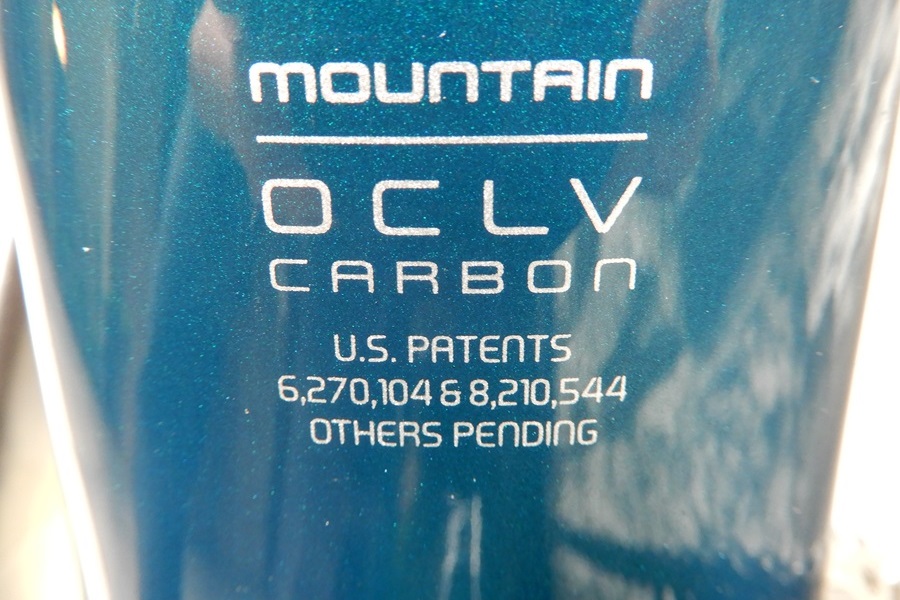 MOUNTAIN
OCLV
CARBON
U.S. PATENTS
6,270,104 & 8,210,544
OTHERS PENDING